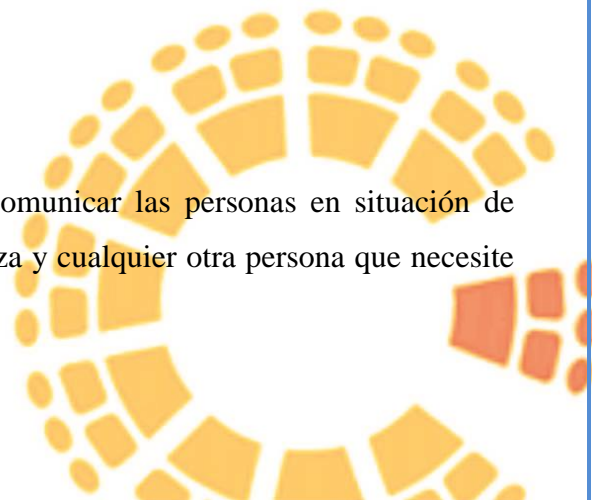 omunicar las personas en situación de
za y cualquier otra persona que necesite